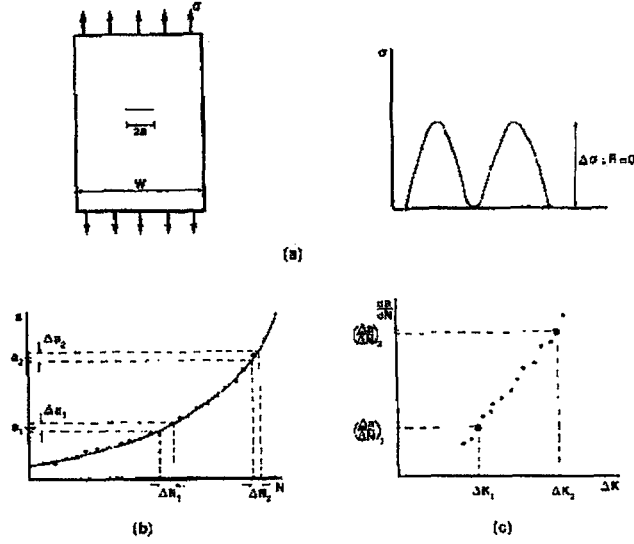 σ
2a
W
σ
Δσ ; R = 0
(a)
a
Δa₂
a₂
Δa₁
a₁
ΔN₁
ΔN₂
N
(b)
da/dN
(Δa/ΔN)₂
(Δa/ΔN)₁
ΔK₁
ΔK₂
ΔK
(c)